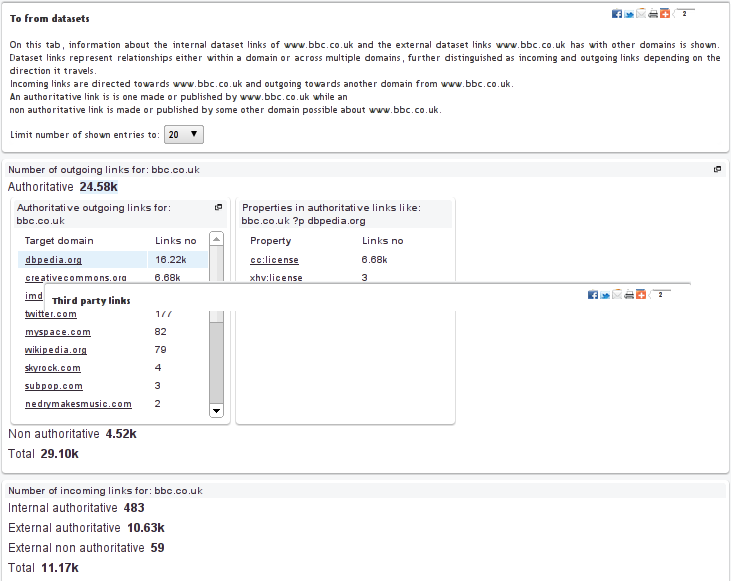 To from datasets
2
On this tab, information about the internal dataset links of www.bbc.co.uk and the external dataset links www.bbc.co.uk has with other domains is shown.
Dataset links represent relationships either within a domain or across multiple domains, further distinguished as incoming and outgoing links depending on the
direction it travels.
Incoming links are directed towards www.bbc.co.uk and outgoing towards another domain from www.bbc.co.uk.
An authoritative link is is one made or published by www.bbc.co.uk while an
non authoritative link is made or published by some other domain possible about www.bbc.co.uk.
Limit number of shown entries to: 20
Number of outgoing links for: bbc.co.uk
Authoritative 24.58k
Authoritative outgoing links for:
bbc.co.uk
Target domain Links no
dbpedia.org 16.22k
creativecommons.org 6.68k
imd
twitter.com 177
myspace.com 82
wikipedia.org 79
skyrock.com 4
subpop.com 3
nedrymakesmusic.com 2
Properties in authoritative links like:
bbc.co.uk ?p dbpedia.org
Property Links no
cc:license 6.68k
xhv:license 3
Third party links
2
Non authoritative 4.52k
Total 29.10k
Number of incoming links for: bbc.co.uk
Internal authoritative 483
External authoritative 10.63k
External non authoritative 59
Total 11.17k